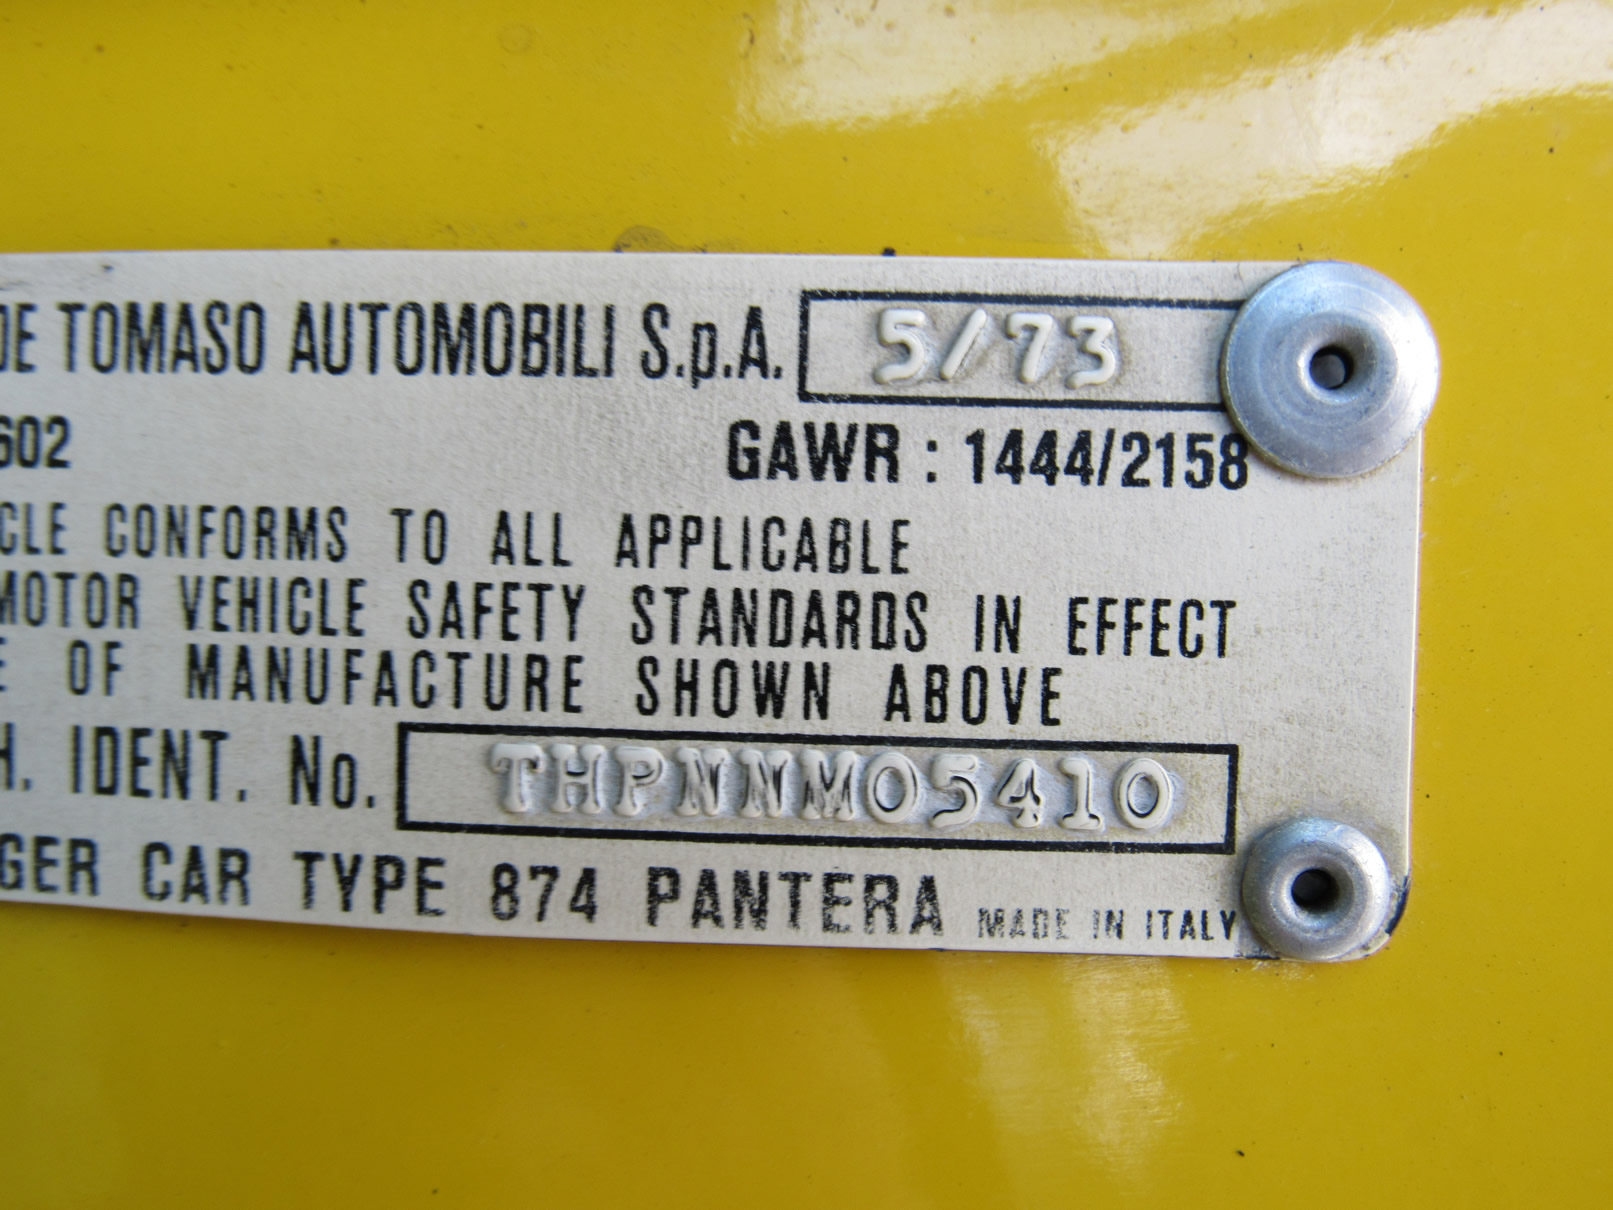 DE TOMASO AUTOMOBILI S.p.A. 5/73
602 GAWR : 1444/2158
CLE CONFORMS TO ALL APPLICABLE
MOTOR VEHICLE SAFETY STANDARDS IN EFFECT
E OF MANUFACTURE SHOWN ABOVE
H. IDENT. No. THPNNM05410
GER CAR TYPE 874 PANTERA MADE IN ITALY